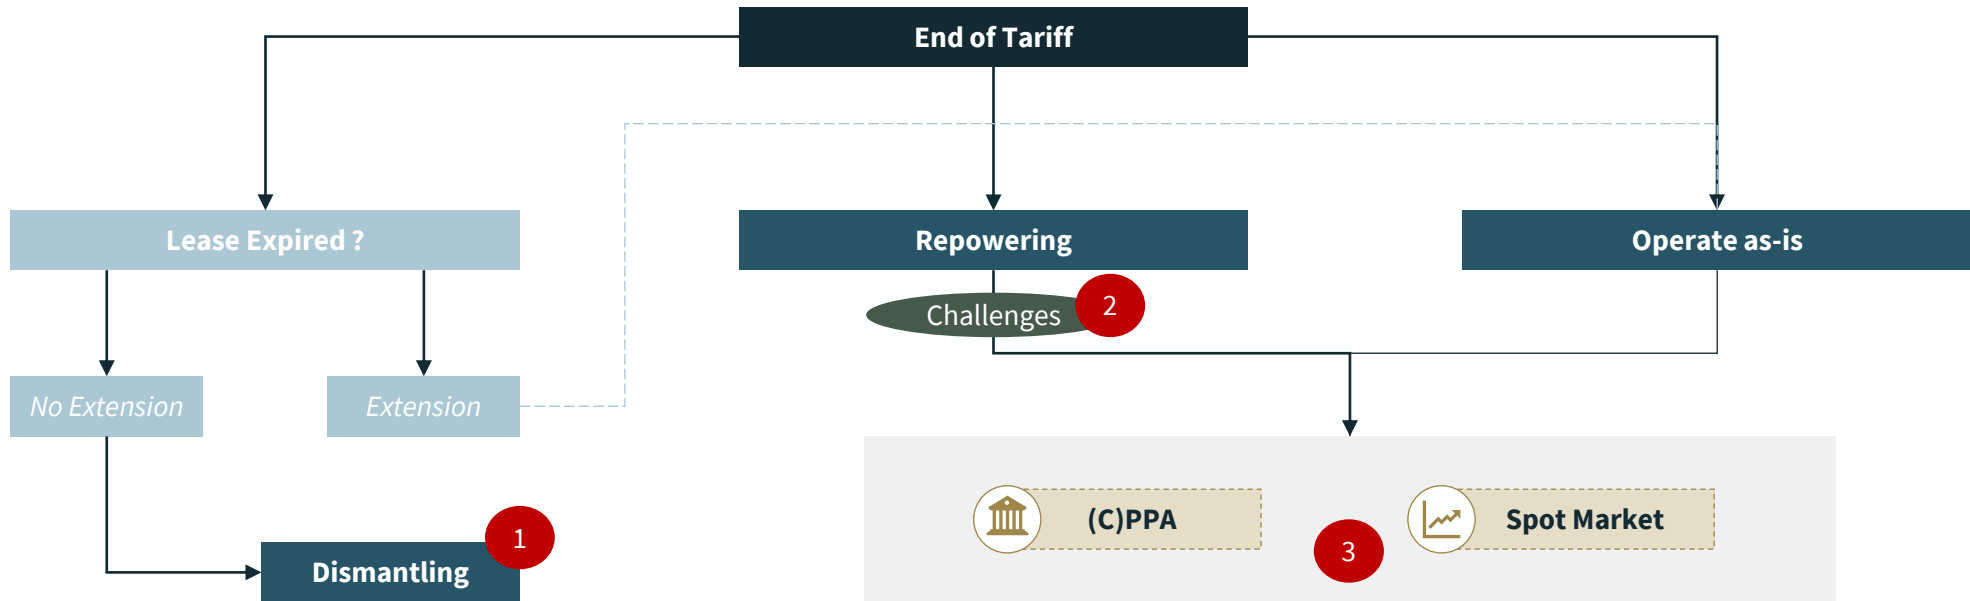 End of Tariff
Lease Expired ?
Repowering
Operate as-is
Challenges
2
No Extension
Extension
(C)PPA
Spot Market
3
1
Dismantling